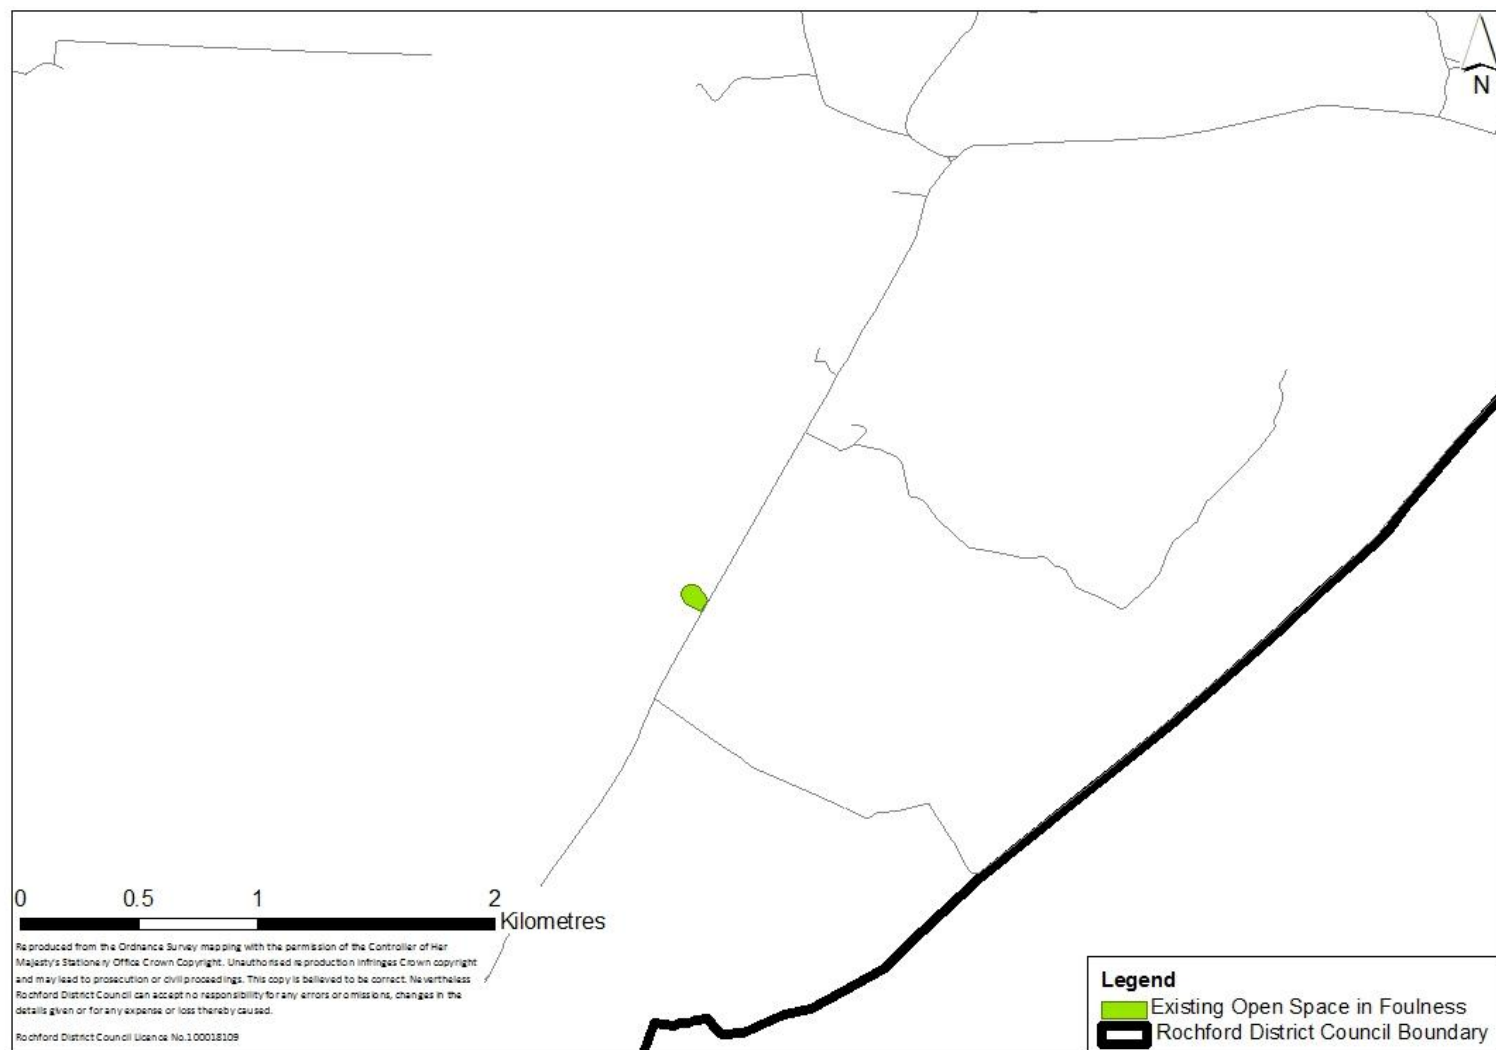 N
0 0.5 1 2
Kilometres
Reproduced from the Ordnance Survey mapping with the permission of the Controller of Her
Majesty's Stationery Office Crown Copyright. Unauthorised reproduction infringes Crown copyright
and may lead to prosecution or civil proceedings. This copy is believed to be correct. Nevertheless
Rochford District Council can accept no responsibility for any errors or omissions, changes in the
details given or for any expense or loss thereby caused.
Rochford District Council Licence No.100018109
Legend
Existing Open Space in Foulness
Rochford District Council Boundary